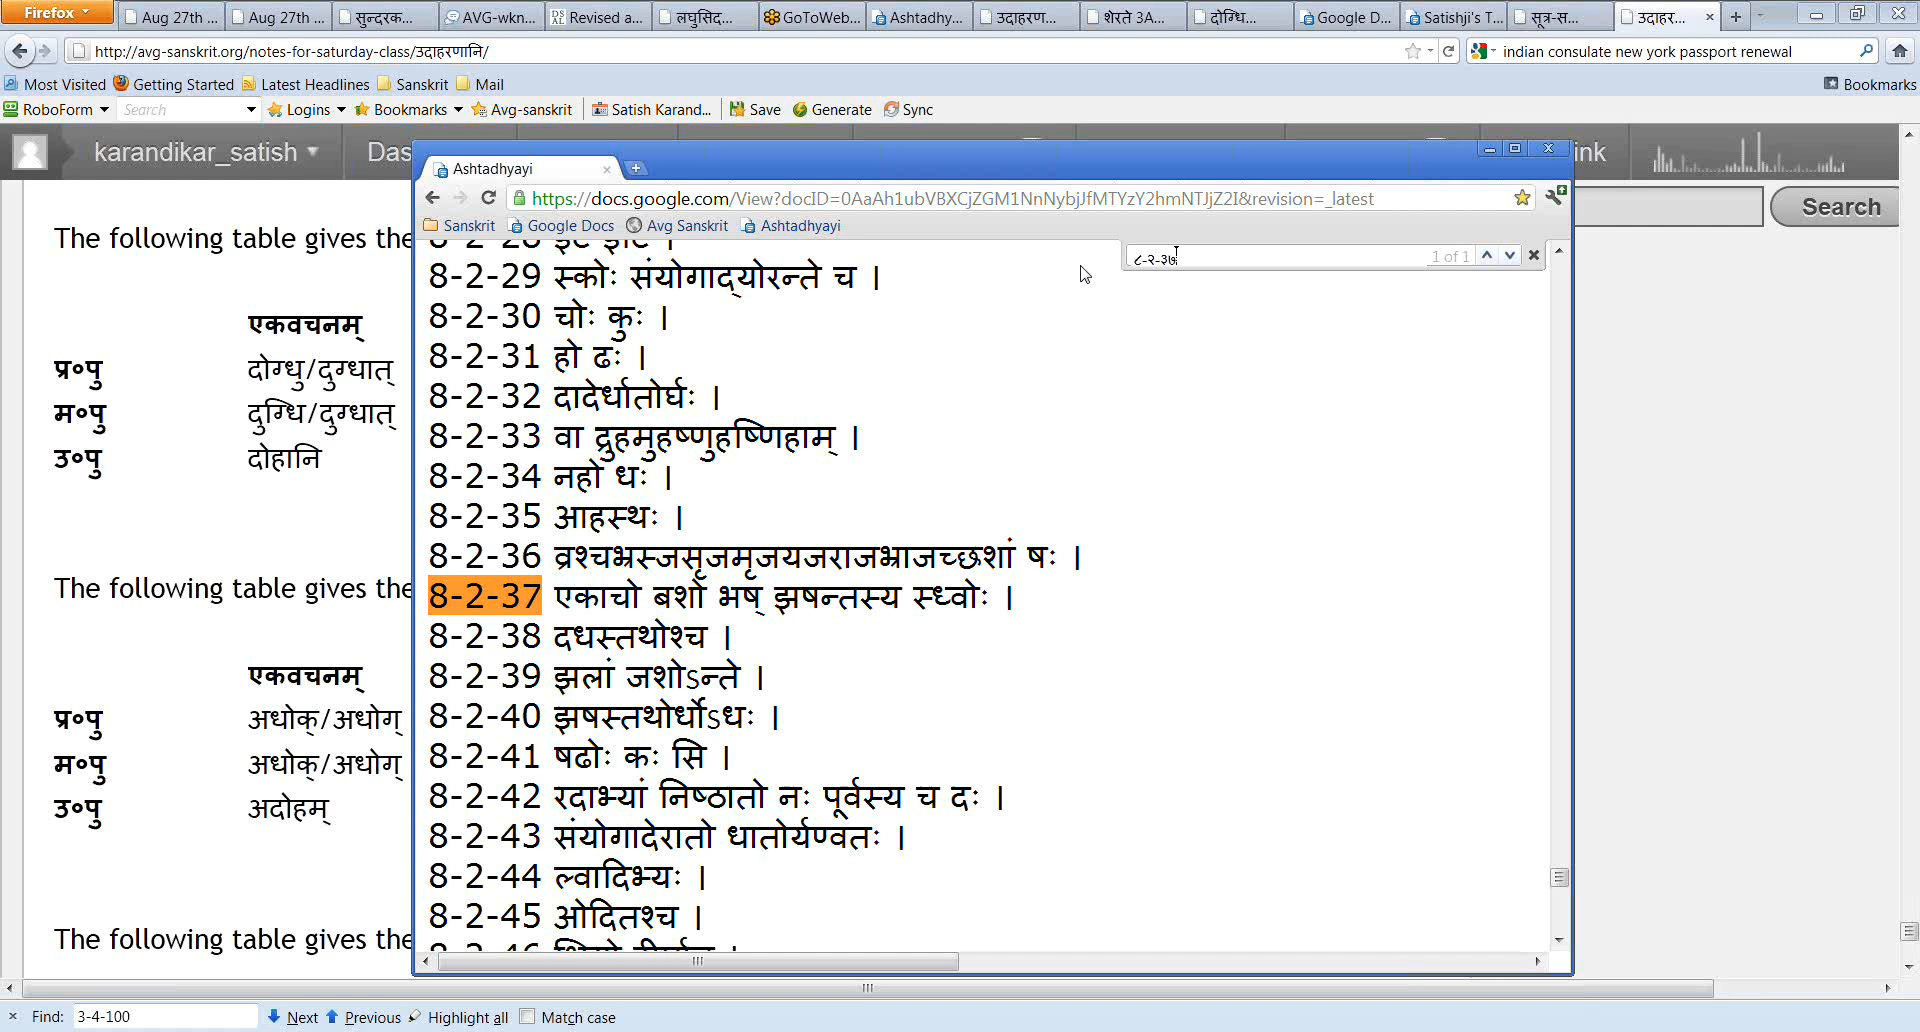 Firefox
Aug 27th ...
Aug 27th ...
सुन्दरक...
AVG-wkn...
Revised a...
लघुसिद्...
GoToWeb...
Ashtadhy...
उदाहरण...
शेरते 3A...
दोग्धि...
Google D...
Satishji's T...
सूत्र-स...
उदाहर...
http://avg-sanskrit.org/notes-for-saturday-class/उदाहरणानि/
indian consulate new york passport renewal
Most Visited Getting Started Latest Headlines Sanskrit Mail
Bookmarks
RoboForm Search Logins Bookmarks Avg-sanskrit Satish Karand... Save Generate Sync
karandikar_satish
Das
ink
Search
Ashtadhyayi
https://docs.google.com/View?docID=0AaAh1ubVBXCjZGM1NnNybjJfMTYzY2hmNTJjZ2I&revision=_latest
Sanskrit Google Docs Avg Sanskrit Ashtadhyayi
८-२-३७
1 of 1
8-2-28 इट ईटि ।
8-2-29 स्कोः संयोगाद्योरन्ते च ।
8-2-30 चोः कुः ।
8-2-31 हो ढः ।
8-2-32 दादेर्धातोर्घः ।
8-2-33 वा द्रुहमुहष्णुहष्णिहाम् ।
8-2-34 नहो धः ।
8-2-35 आहस्थः ।
8-2-36 व्रश्चभ्रस्जसृजमृजयजराजभ्राजच्छशां षः ।
8-2-37 एकाचो बशो भष् झषन्तस्य स्ध्वोः ।
8-2-38 दधस्तथोश्च ।
8-2-39 झलां जशोऽन्ते ।
8-2-40 झषस्तथोर्धोऽधः ।
8-2-41 षढोः कः सि ।
8-2-42 रदाभ्यां निष्ठातो नः पूर्वस्य च दः ।
8-2-43 संयोगादेरातो धातोर्यण्वतः ।
8-2-44 ल्वादिभ्यः ।
8-2-45 ओदितश्च ।
The following table gives the
एकवचनम्
प्र०पु दोग्धु/दुग्धात्
म०पु दुग्धि/दुग्धात्
उ०पु दोहानि
The following table gives the
एकवचनम्
प्र०पु अधोक्/अधोग्
म०पु अधोक्/अधोग्
उ०पु अदोहम्
The following table gives the
Find: 3-4-100 Next Previous Highlight all Match case